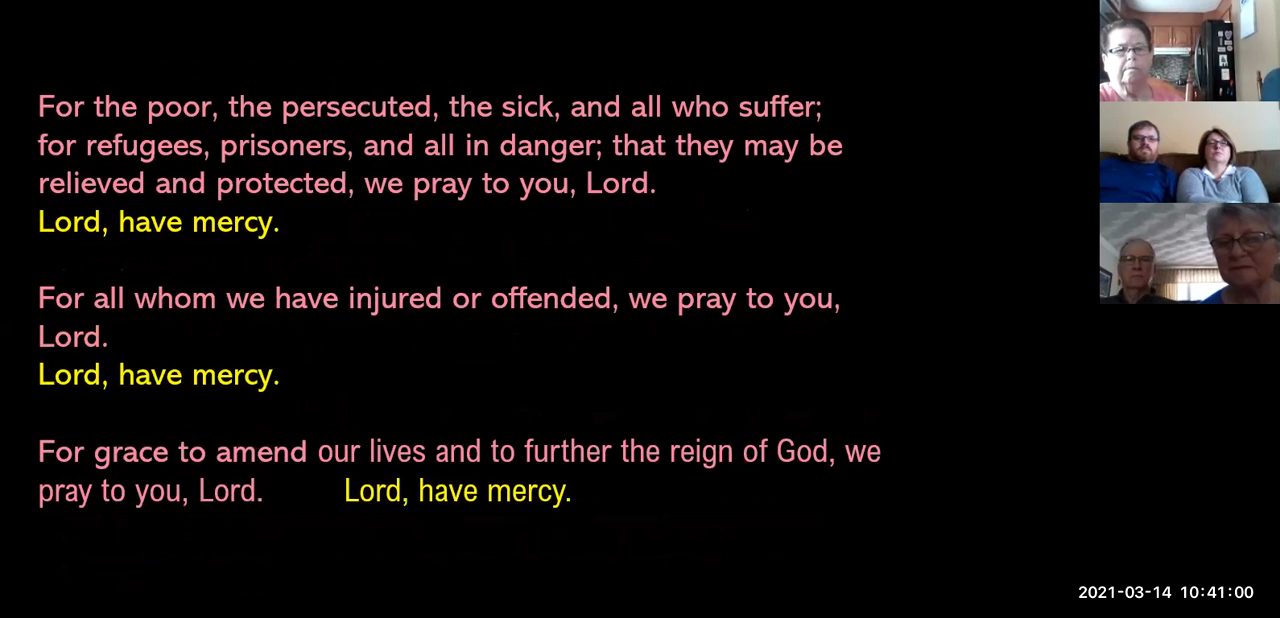 For the poor, the persecuted, the sick, and all who suffer;
for refugees, prisoners, and all in danger; that they may be
relieved and protected, we pray to you, Lord.
Lord, have mercy.
For all whom we have injured or offended, we pray to you,
Lord.
Lord, have mercy.
For grace to amend our lives and to further the reign of God, we
pray to you, Lord. Lord, have mercy.
2021-03-14 10:41:00